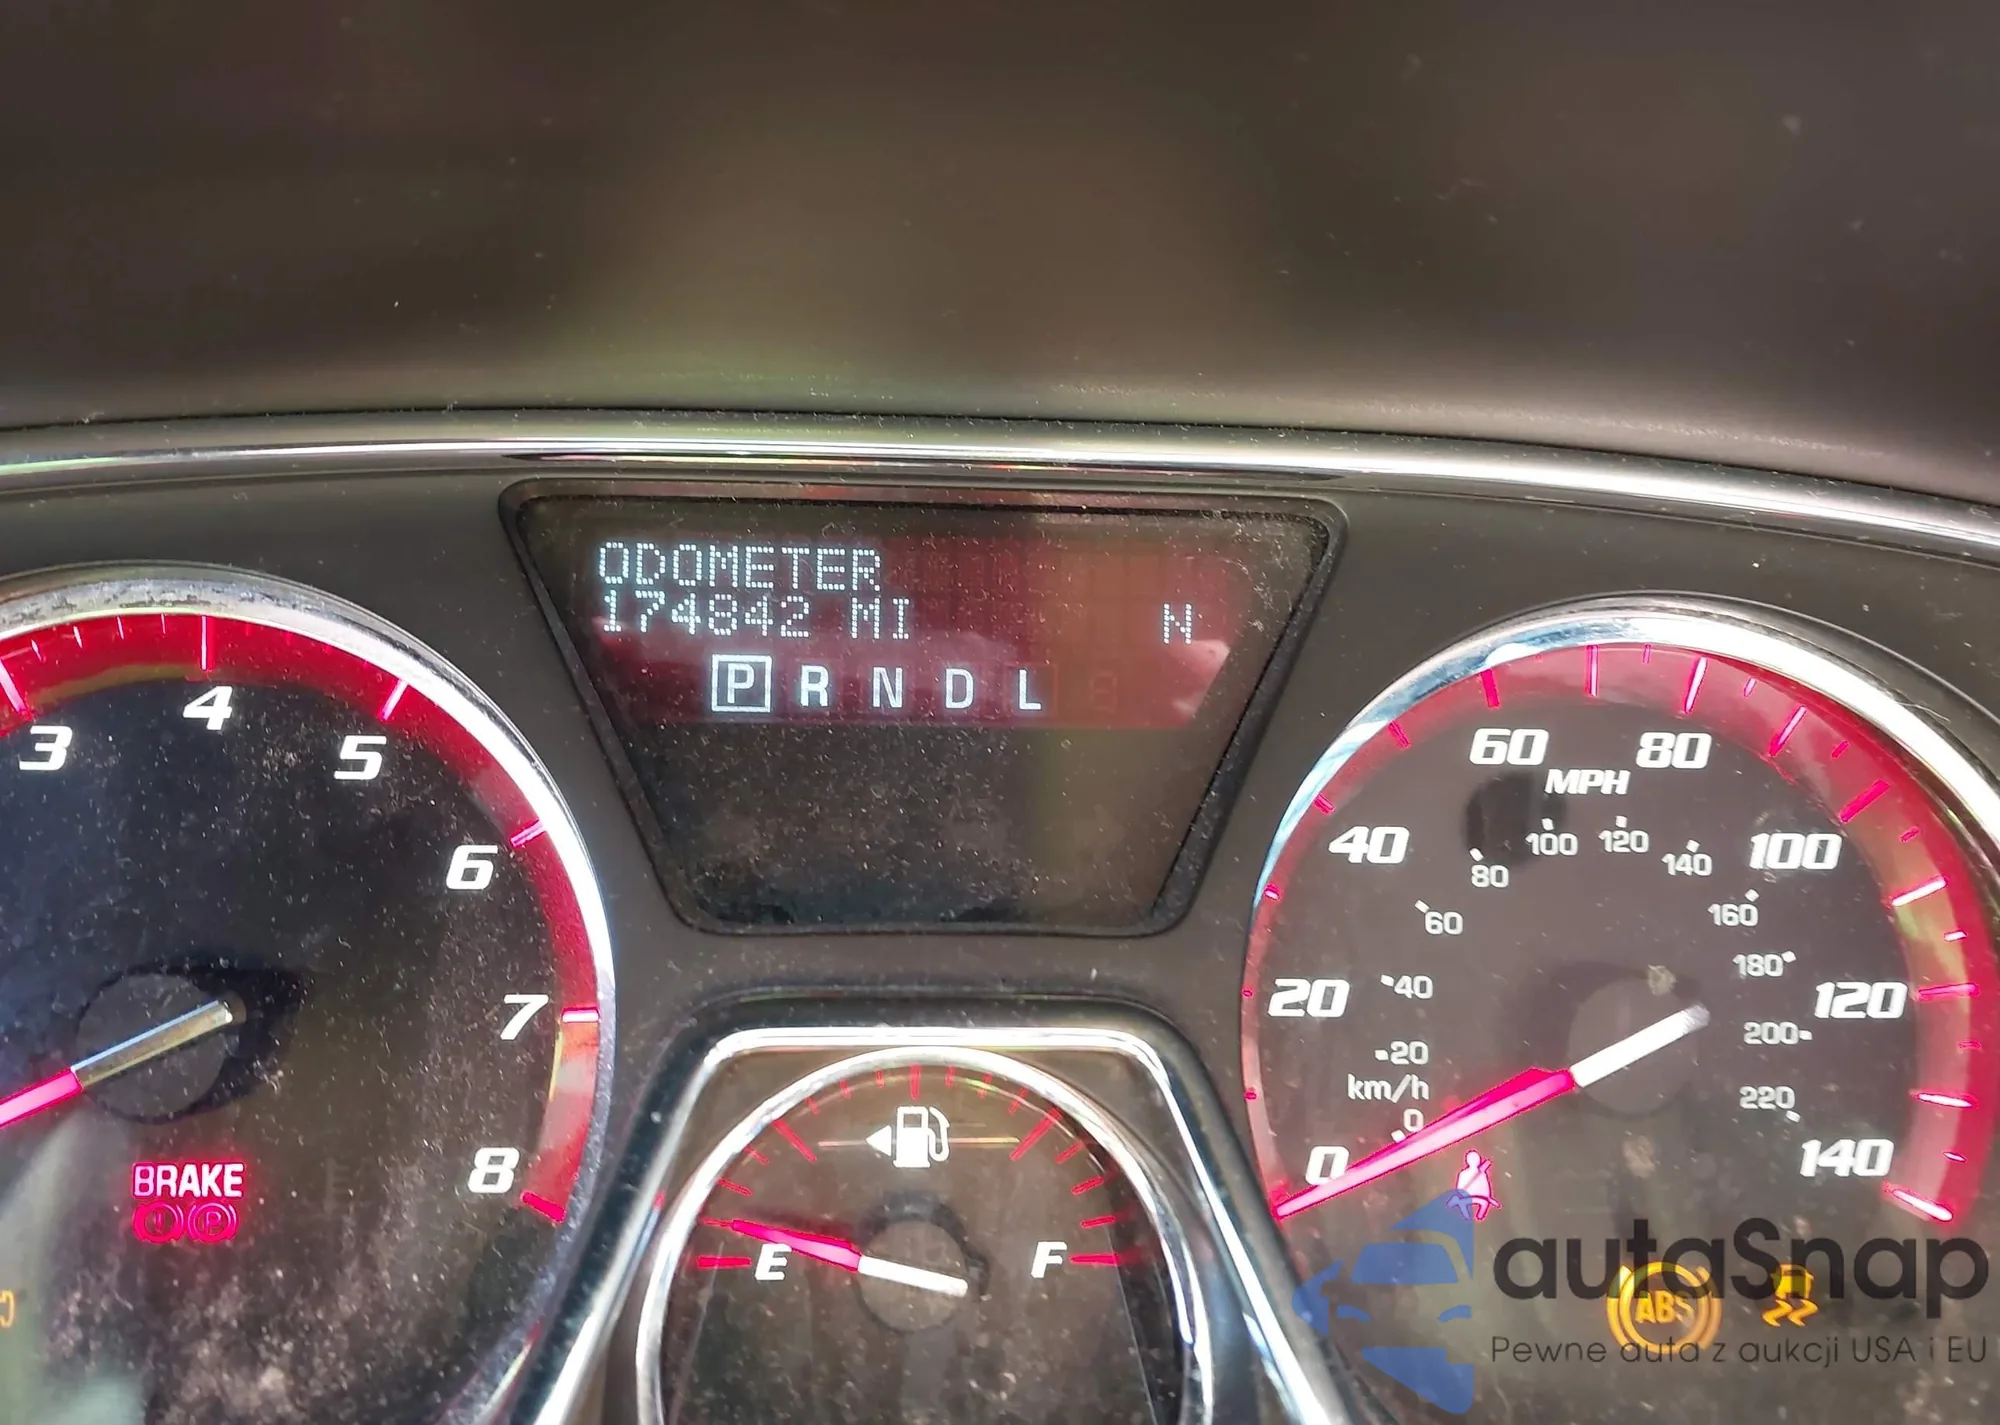 ODOMETER
174842 MI N
P R N D L
3 4 5 6 7 8
BRAKE
P
E F
0 20 40 60 80 100 120 140
MPH
0 20 40 60 80 100 120 140 160 180 200 220
km/h
ABS
autaSnap
Pewne auta z aukcji USA i EU